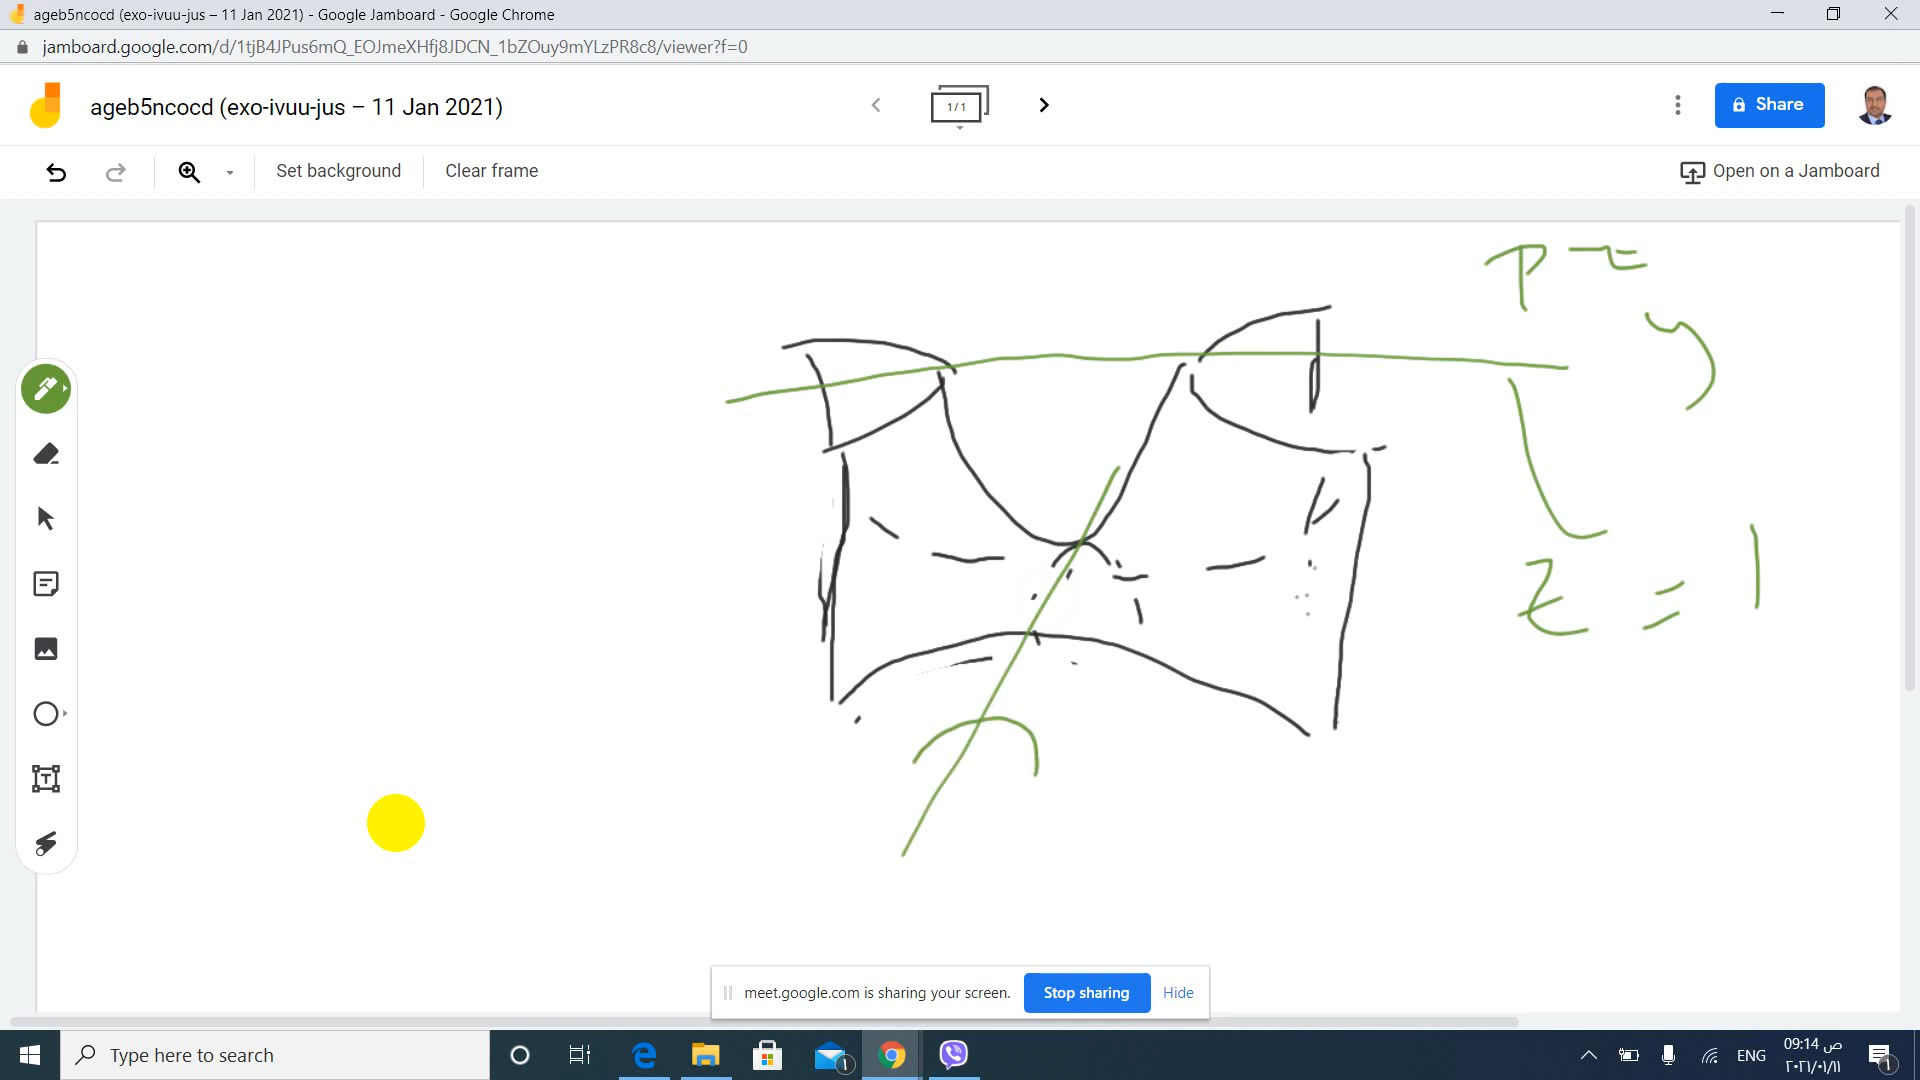 ageb5ncocd (exo-ivuu-jus – 11 Jan 2021) - Google Jamboard - Google Chrome
jamboard.google.com/d/1tjB4JPus6mQ_EOJmeXHfj8JDCN_1bZOuy9mYLzPR8c8/viewer?f=0
ageb5ncocd (exo-ivuu-jus – 11 Jan 2021)
1/1
Share
Set background
Clear frame
Open on a Jamboard
Z = 1
meet.google.com is sharing your screen.
Stop sharing
Hide
Type here to search
ENG
09:14 ص
٢٠٢١/٠١/١١